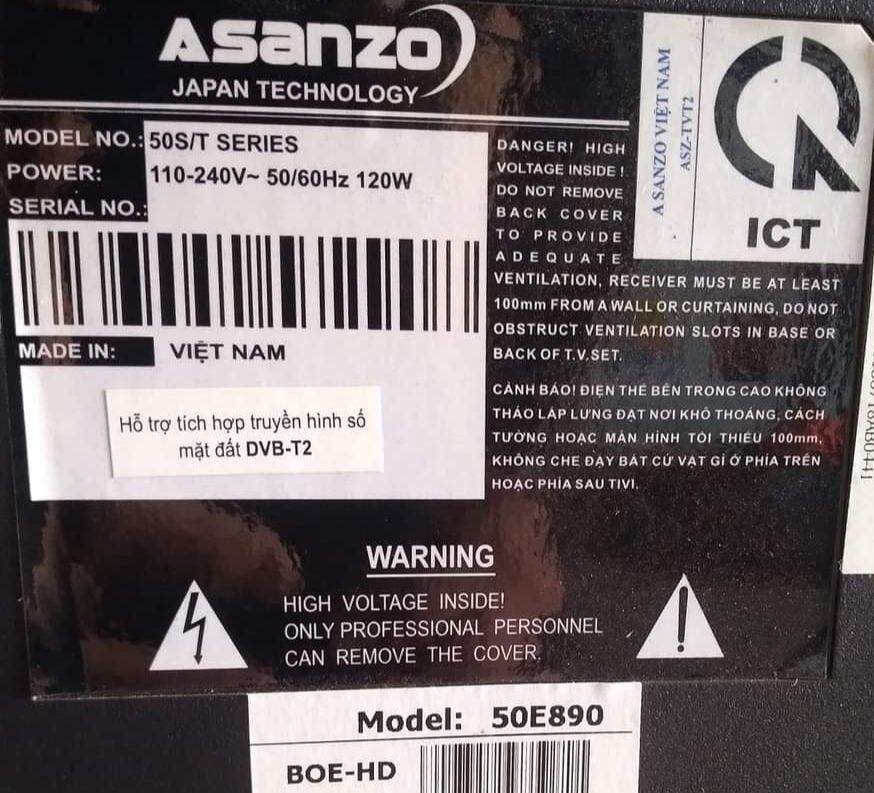 Asanzo
JAPAN TECHNOLOGY
MODEL NO.: 50S/T SERIES
POWER: 110-240V~ 50/60Hz 120W
SERIAL NO.:
MADE IN: VIỆT NAM
Hỗ trợ tích hợp truyền hình số
mặt đất DVB-T2
DANGER! HIGH
VOLTAGE INSIDE !
DO NOT REMOVE
BACK COVER
TO PROVIDE
ADEQUATE
VENTILATION, RECEIVER MUST BE AT LEAST
100mm FROM A WALL OR CURTAINING, DO NOT
OBSTRUCT VENTILATION SLOTS IN BASE OR
BACK OF T.V.SET.
CẢNH BÁO! ĐIỆN THẾ BÊN TRONG CAO KHÔNG
THÁO LẮP LƯNG ĐẶT NƠI KHÔ THOÁNG, CÁCH
TƯỜNG HOẶC MÀN HÌNH TỐI THIỂU 100mm,
KHÔNG CHE ĐẬY BẤT CỨ VẬT GÌ Ở PHÍA TRÊN
HOẶC PHÍA SAU TIVI.
ASANZO VIỆT NAM
ASZ-TVT2
ICT
WARNING
HIGH VOLTAGE INSIDE!
ONLY PROFESSIONAL PERSONNEL
CAN REMOVE THE COVER.
Model: 50E890
BOE-HD